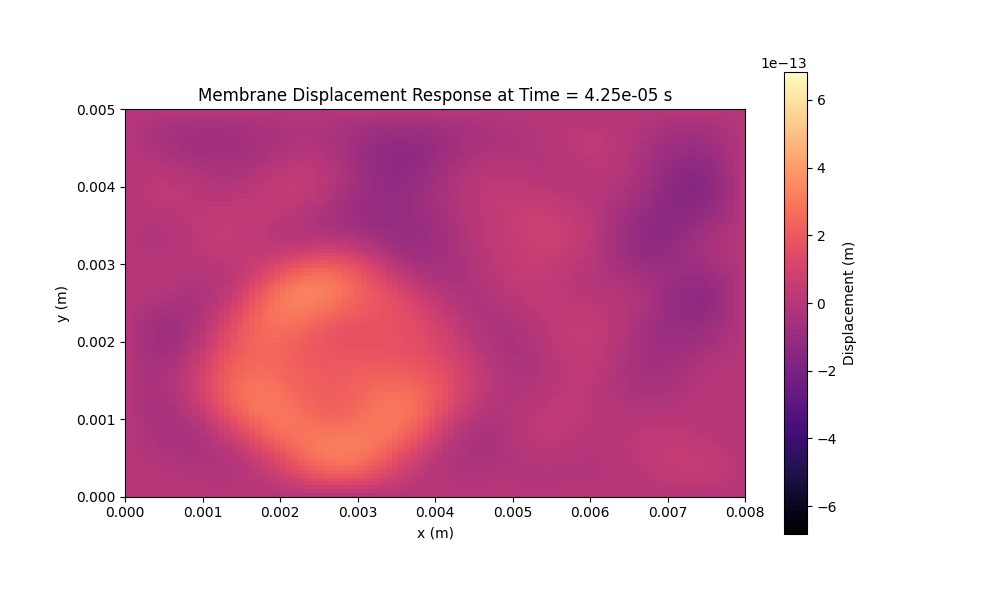 1e−13
Membrane Displacement Response at Time = 4.25e-05 s
0.005
0.004
0.003
0.002
0.001
0.000
y (m)
0.000 0.001 0.002 0.003 0.004 0.005 0.006 0.007 0.008
x (m)
6
4
2
0
−2
−4
−6
Displacement (m)